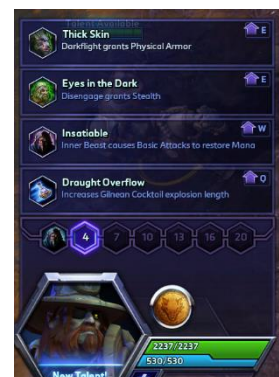 Talent Available
Thick Skin
E
Darkflight grants Physical Armor
Eyes in the Dark
E
Disengage grants Stealth
Insatiable
W
Inner Beast causes Basic Attacks to restore Mana
Draught Overflow
Q
Increases Gilnean Cocktail explosion length
4 7 10 13 16 20
2237/2237
530/530
New Talent!
4